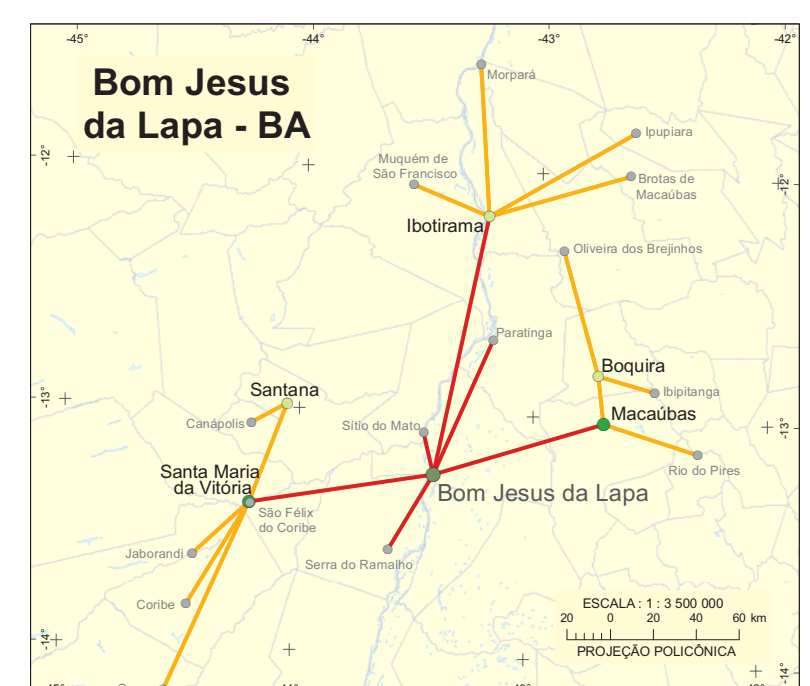 -45°
-44°
-43°
-42°
Bom Jesus
da Lapa - BA
Morpará
Ipupiara
-12°
-12°
Muquém de
São Francisco
Brotas de
Macaúbas
Ibotirama
Oliveira dos Brejinhos
Paratinga
Boquira
Santana
Ibipitanga
-13°
Macaúbas
Canápolis
Sítio do Mato
-13°
Santa Maria
da Vitória
Rio do Pires
Bom Jesus da Lapa
São Félix
do Coribe
Jaborandi
Serra do Ramalho
Coribe
ESCALA : 1 : 3 500 000
20 0 20 40 60 km
-14°
PROJEÇÃO POLICÔNICA
-14°